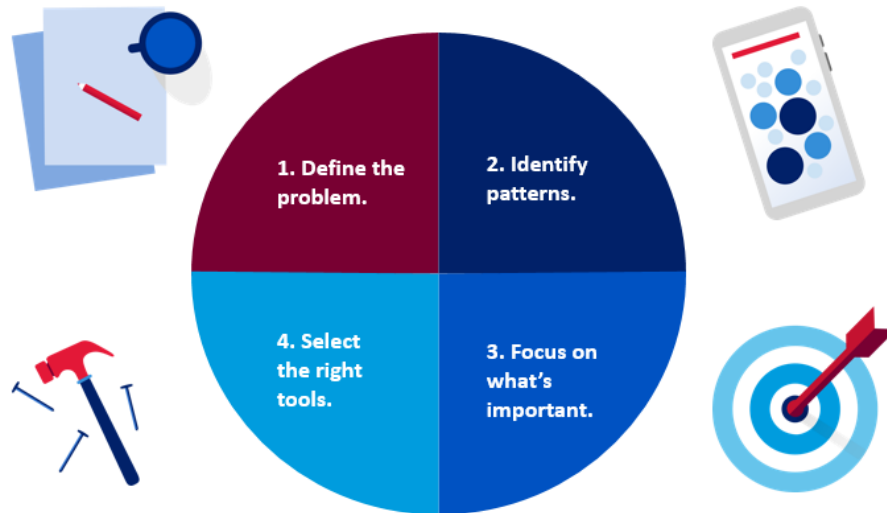 1. Define the
problem.
2. Identify
patterns.
3. Focus on
what's
important.
4. Select
the right
tools.